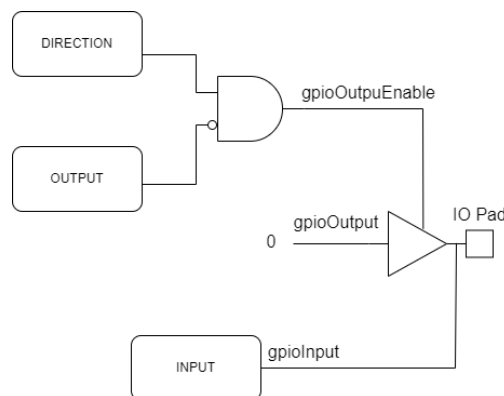 DIRECTION
gpioOutpuEnable
OUTPUT
IO Pad
gpioOutput
0
gpioInput
INPUT